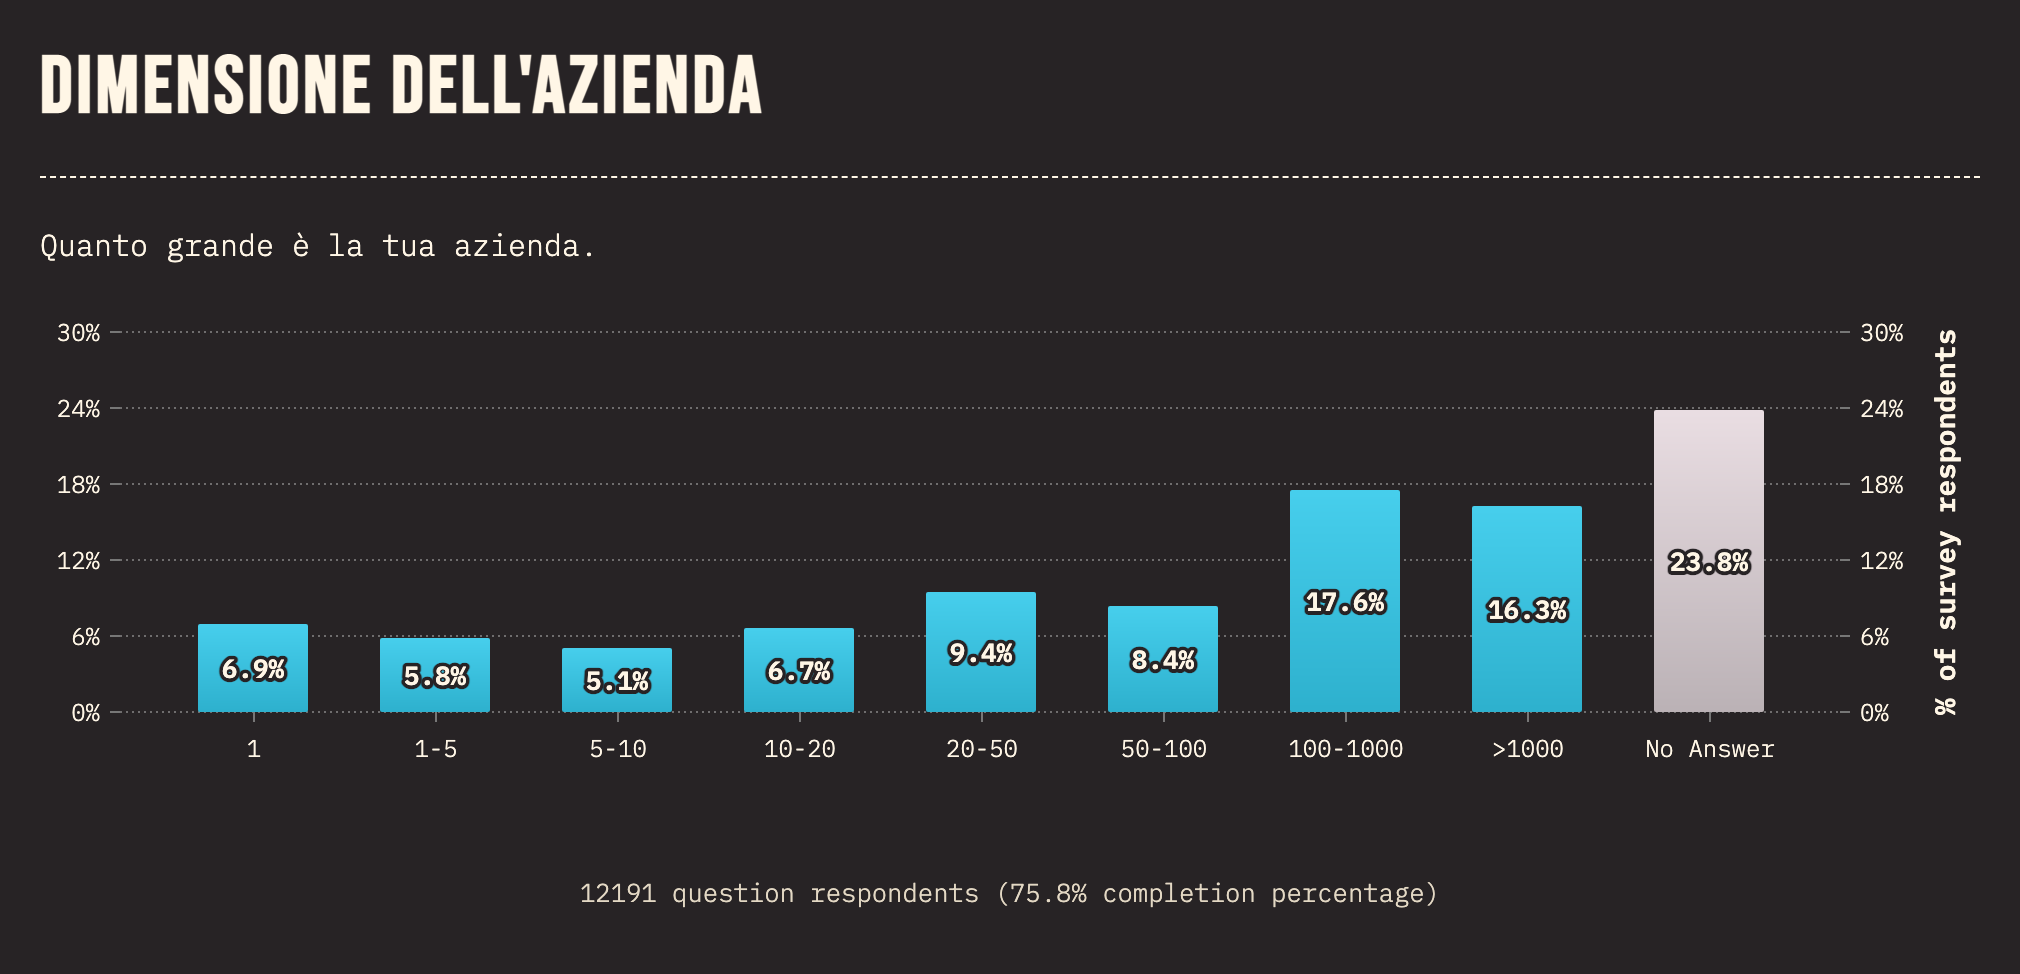 DIMENSIONE DELL'AZIENDA
Quanto grande è la tua azienda.
30% 30%
24% 24%
18% 18%
12% 12%
6% 6%
0% 0%
% of survey respondents
6.9% 5.8% 5.1% 6.7% 9.4% 8.4% 17.6% 16.3% 23.8%
1 1-5 5-10 10-20 20-50 50-100 100-1000 >1000 No Answer
12191 question respondents (75.8% completion percentage)